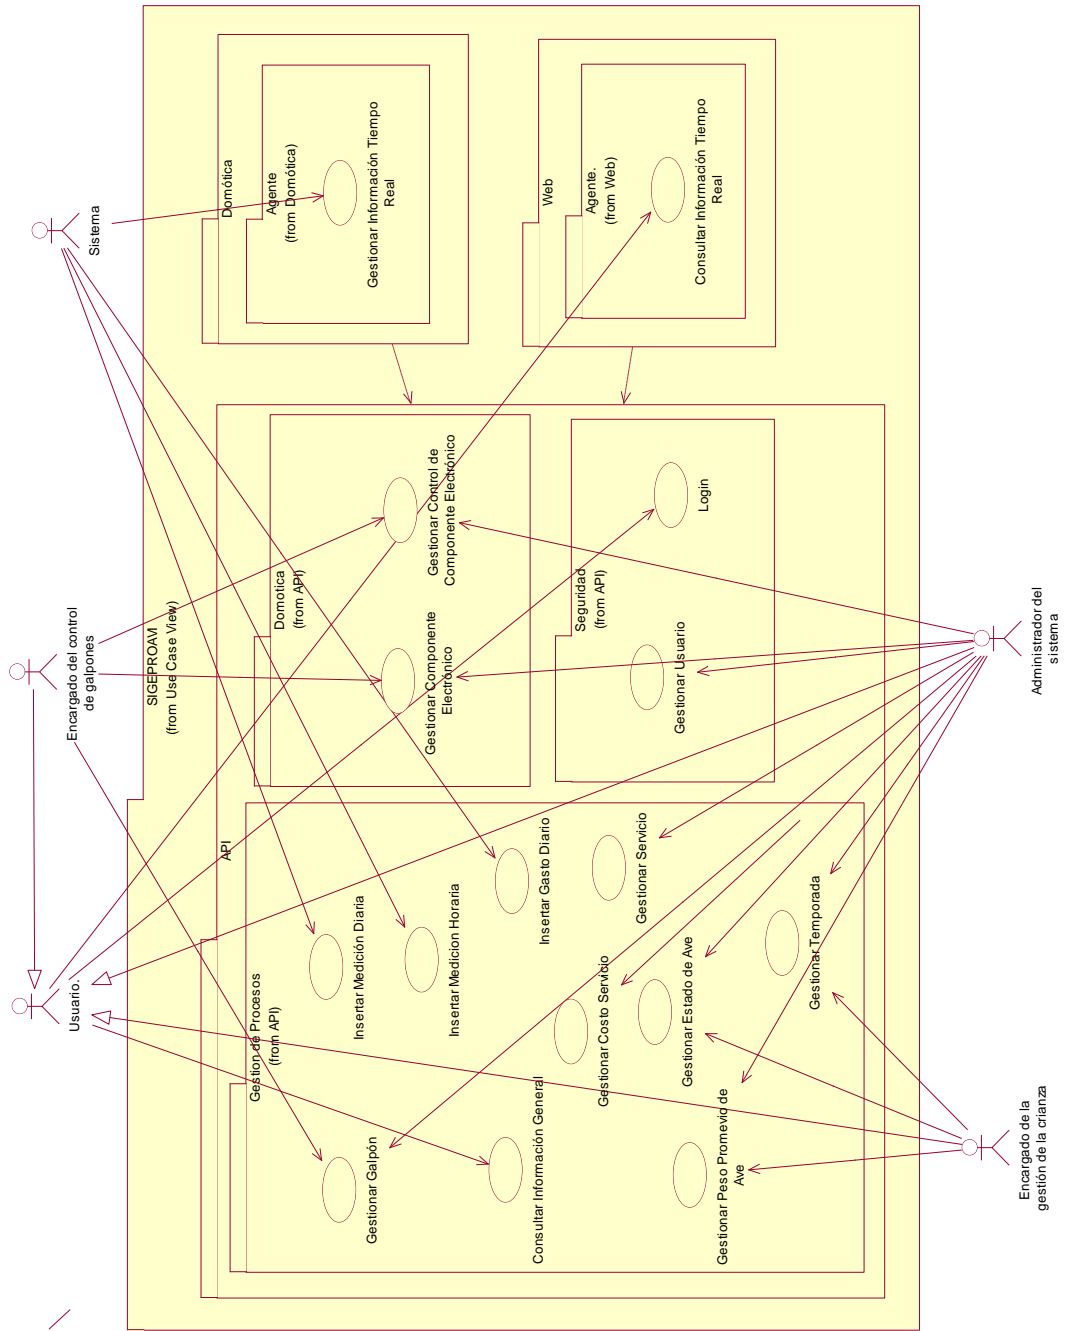 Sistema
Encargado del control
de galpones
Usuario.
SIGEPROAM
(from Use Case View)
Domótica
Agente
(from Domótica)
Gestionar Información Tiempo
Real
Web
Agente.
(from Web)
Consultar Información Tiempo
Real
API
Domotica
(from API)
Gestionar Control de
Componente Electrónico
Gestionar Componente
Electrónico
Seguridad
(from API)
Login
Gestionar Usuario
Gestion de Procesos
(from API)
Insertar Medición Diaria
Insertar Medicion Horaria
Insertar Gasto Diario
Gestionar Servicio
Gestionar Galpón
Consultar Información General
Gestionar Costo Servicio
Gestionar Estado de Ave
Gestionar Temporada
Gestionar Peso Promevio de
Ave
Administrador del
sistema
Encargado de la
gestión de la crianza